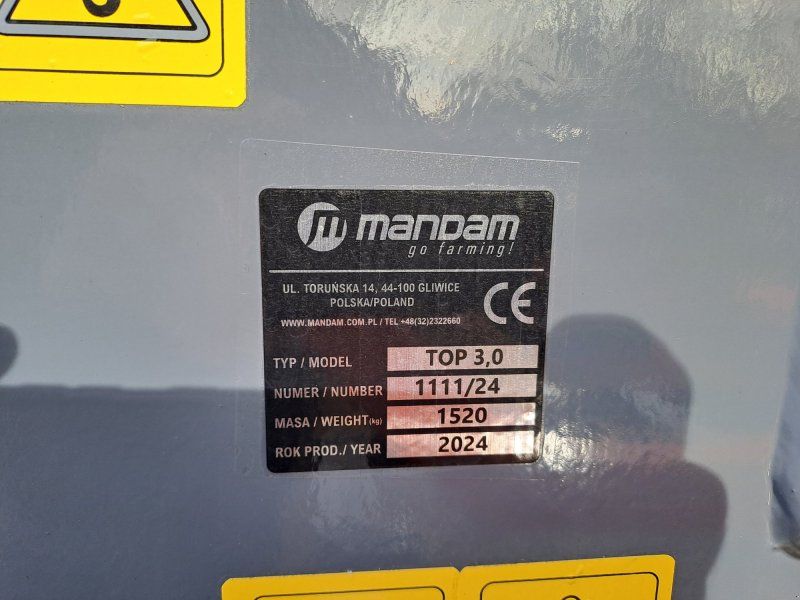 mandam
go farming!
UL. TORUŃSKA 14, 44-100 GLIWICE
POLSKA/POLAND
WWW.MANDAM.COM.PL / TEL +48(32)2322660
CE
TYP / MODEL TOP 3,0
NUMER / NUMBER 1111/24
MASA / WEIGHT(kg) 1520
ROK PROD./ YEAR 2024